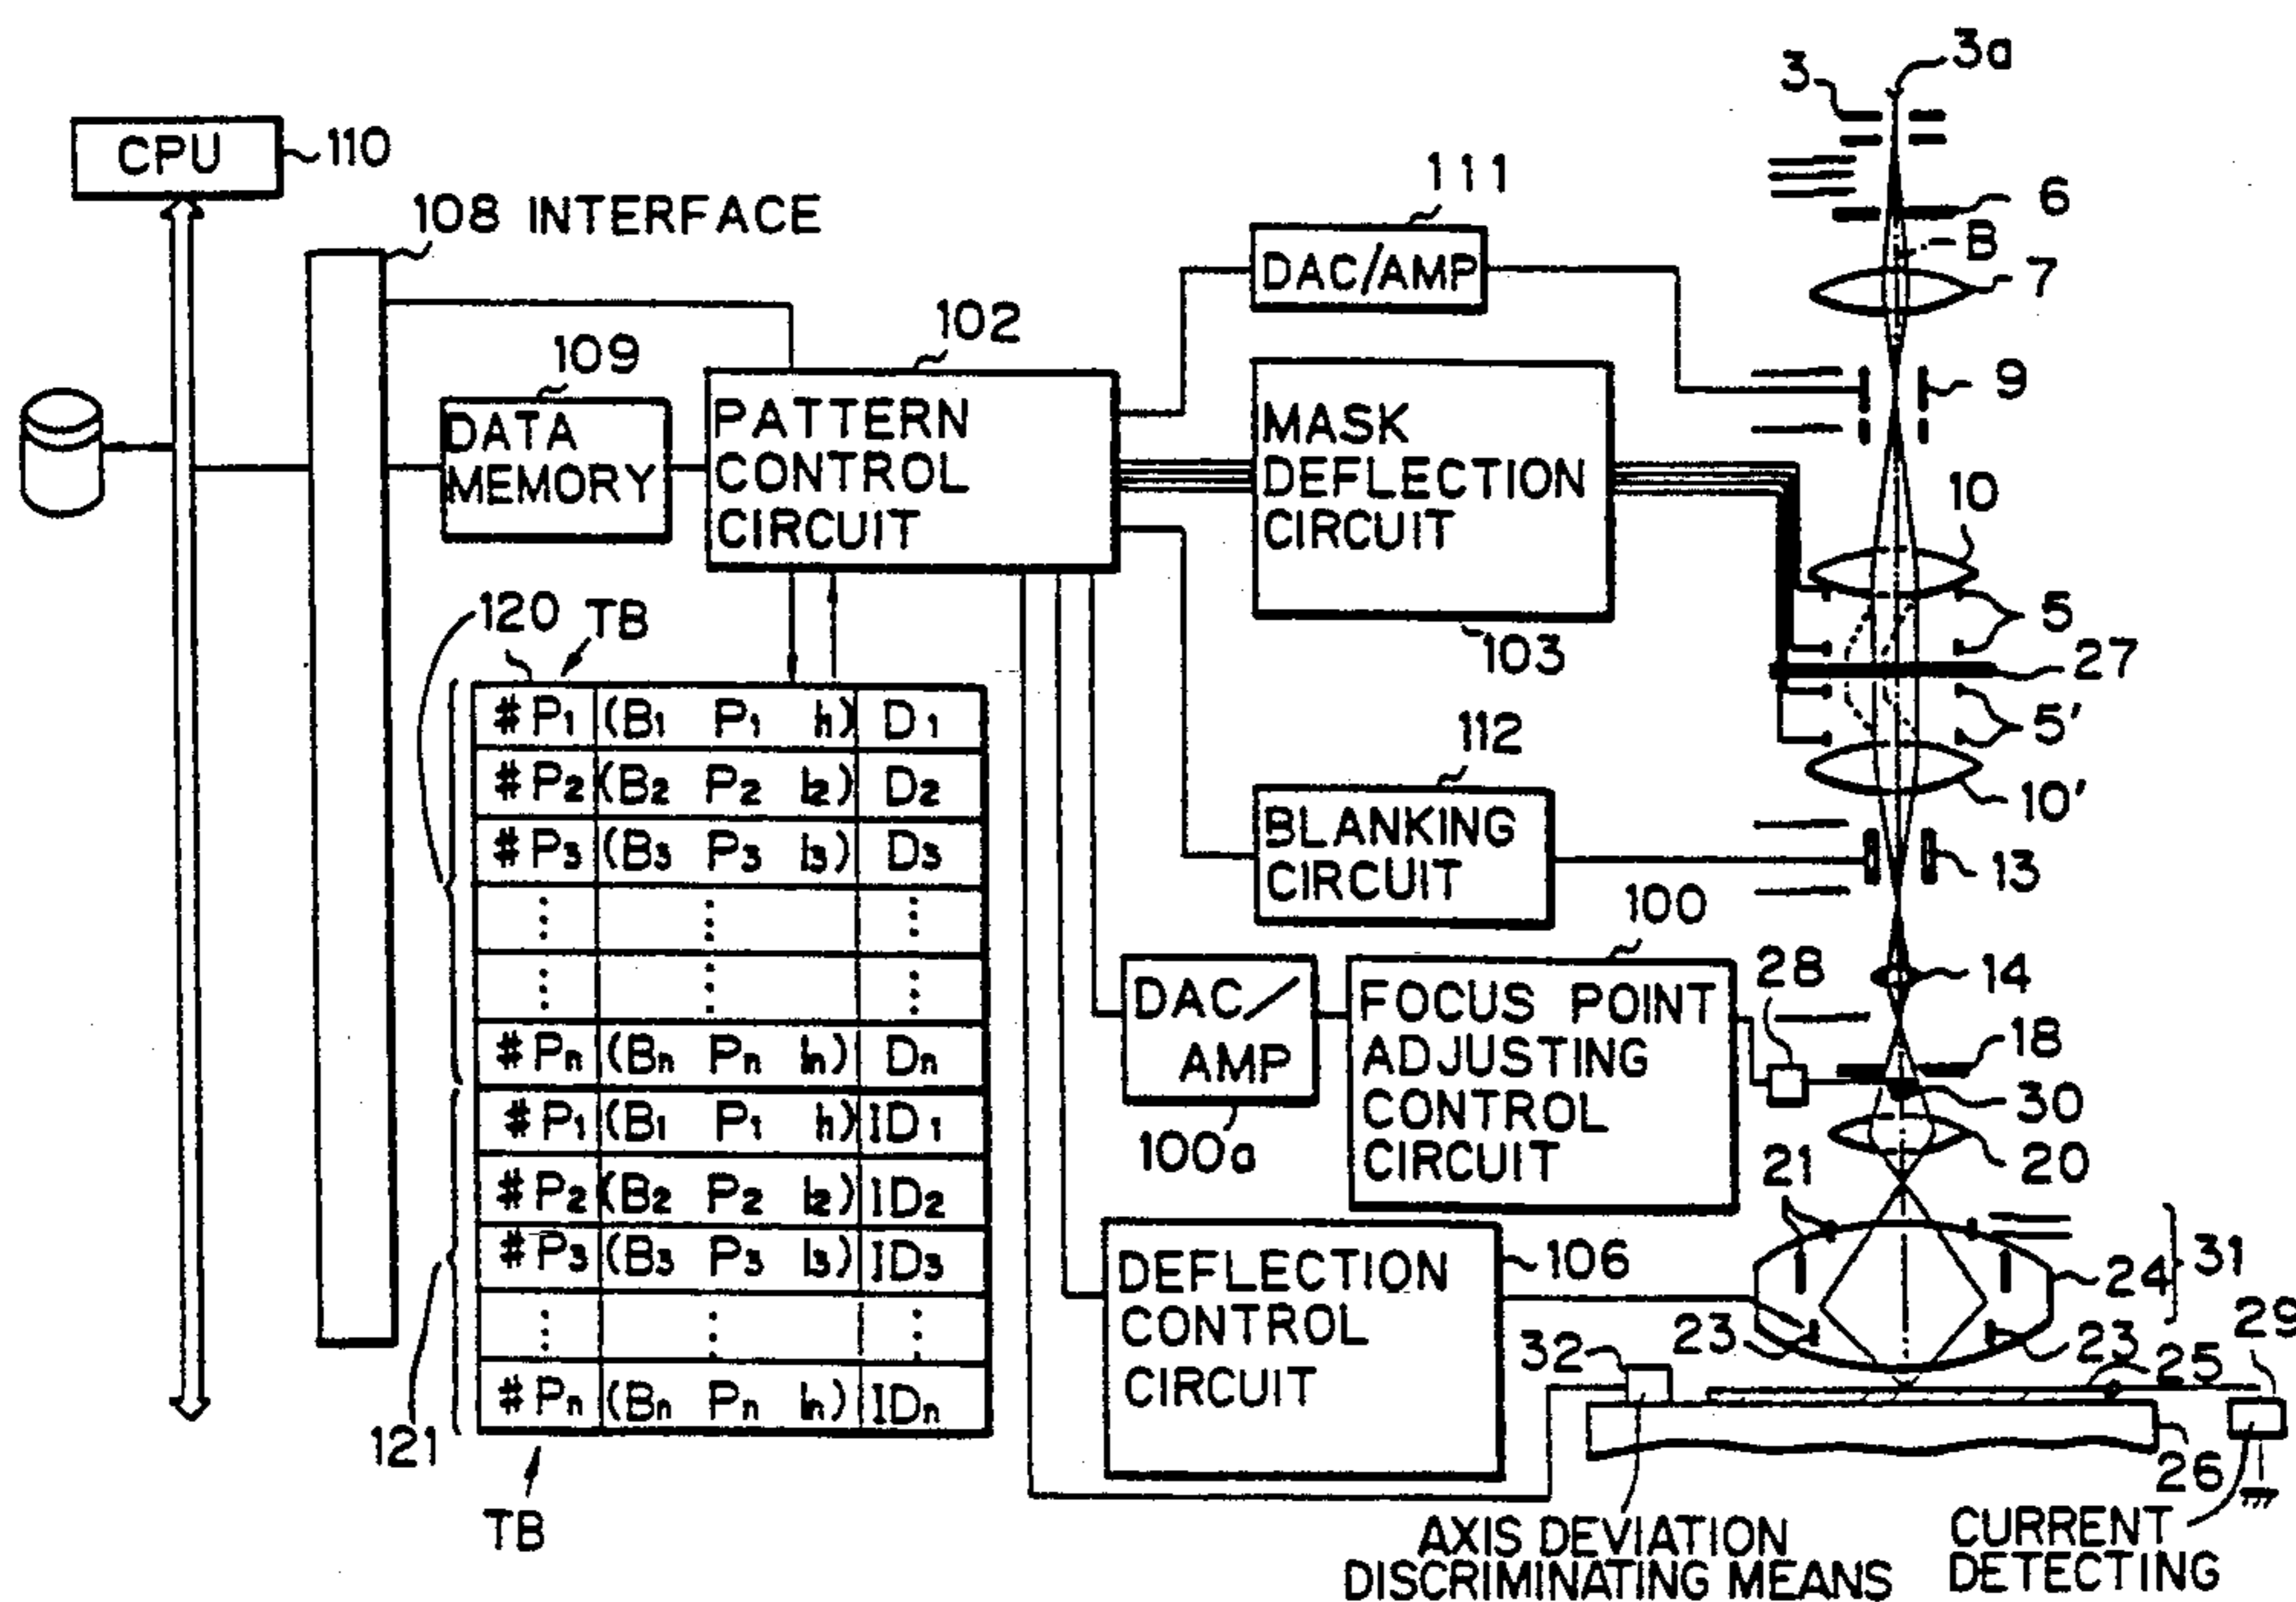 3a
3
CPU
110
108 INTERFACE
111
6
B
7
DAC/AMP
102
109
9
DATA
MEMORY
PATTERN
CONTROL
CIRCUIT
MASK
DEFLECTION
CIRCUIT
10
120
TB
103
5
27
5'
# P1 (B1 P1 I1) D1
112
# P2 (B2 P2 I2) D2
10'
# P3 (B3 P3 I3) D3
BLANKING
CIRCUIT
13
100
28
14
DAC/
AMP
FOCUS POINT
ADJUSTING
CONTROL
CIRCUIT
18
# Pn (Bn Pn In) Dn
30
# P1 (B1 P1 I1) ID1
100a
21
20
# P2 (B2 P2 I2) ID2
# P3 (B3 P3 I3) ID3
DEFLECTION
CONTROL
CIRCUIT
106
24
31
29
23
23
25
32
# Pn (Bn Pn In) IDn
121
26
TB
AXIS DEVIATION
DISCRIMINATING MEANS
CURRENT
DETECTING